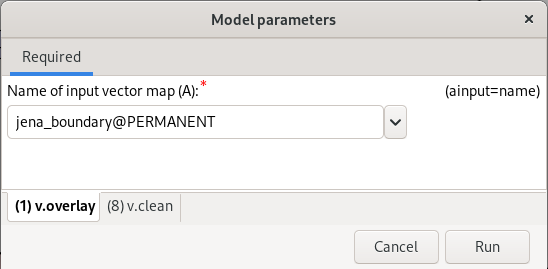 Model parameters
×
Required
Name of input vector map (A):* (ainput=name)
jena_boundary@PERMANENT
(1) v.overlay (8) v.clean
Cancel Run